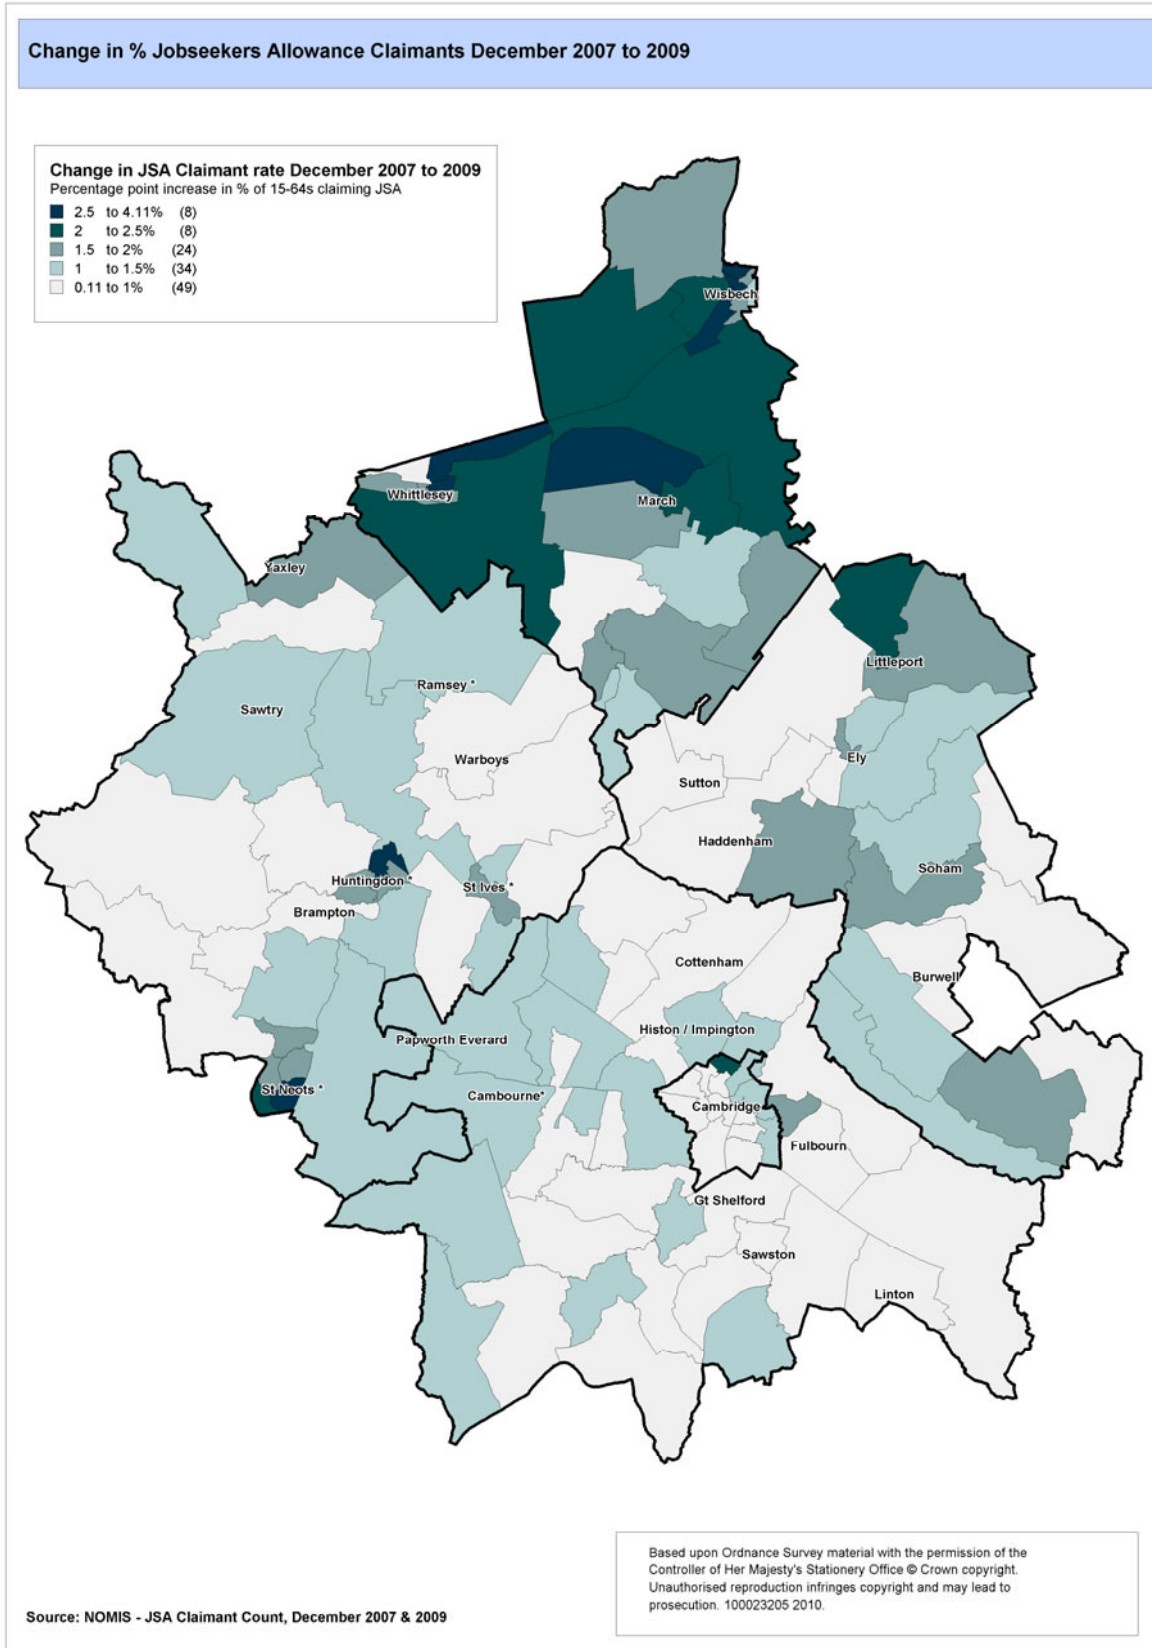 Change in % Jobseekers Allowance Claimants December 2007 to 2009
Change in JSA Claimant rate December 2007 to 2009
Percentage point increase in % of 15-64s claiming JSA
2.5 to 4.11% (8)
2 to 2.5% (8)
1.5 to 2% (24)
1 to 1.5% (34)
0.11 to 1% (49)
Wisbech
Whittlesey
March
Yaxley
Littleport
Ramsey *
Sawtry
Warboys
Ely
Sutton
Haddenham
Soham
Huntingdon *
St Ives *
Brampton
Cottenham
Burwell
Histon / Impington
Papworth Everard
St Neots *
Cambourne*
Cambridge
Fulbourn
Gt Shelford
Sawston
Linton
Based upon Ordnance Survey material with the permission of the
Controller of Her Majesty's Stationery Office © Crown copyright.
Unauthorised reproduction infringes copyright and may lead to
prosecution. 100023205 2010.
Source: NOMIS - JSA Claimant Count, December 2007 & 2009